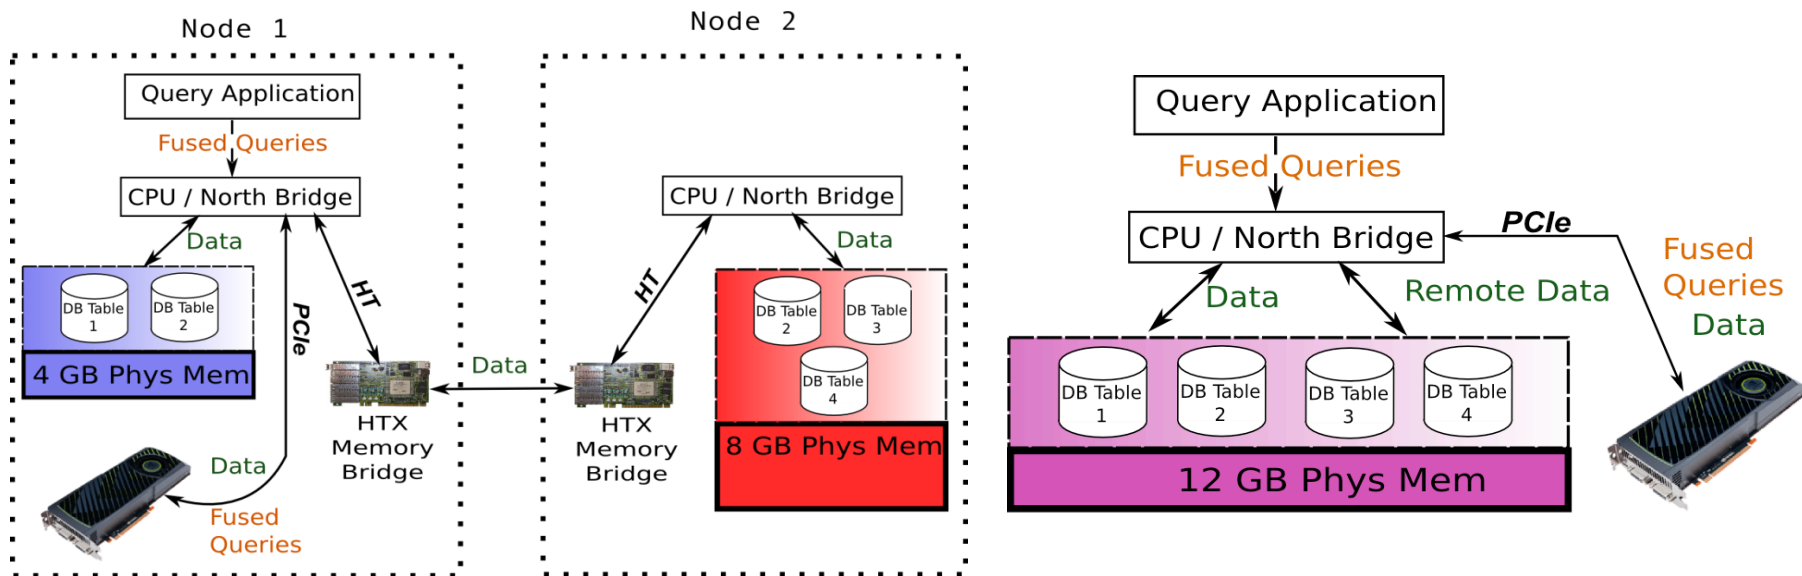 Node 1
Query Application
Fused Queries
CPU / North Bridge
Data
DB Table
1
DB Table
2
4 GB Phys Mem
PCIe
HT
HTX
Memory
Bridge
Data
Fused
Queries
Data
Node 2
CPU / North Bridge
HT
Data
DB Table
2
DB Table
3
DB Table
4
8 GB Phys Mem
HTX
Memory
Bridge
Query Application
Fused Queries
CPU / North Bridge
PCIe
Fused
Queries
Data
Data
Remote Data
DB Table
1
DB Table
2
DB Table
3
DB Table
4
12 GB Phys Mem